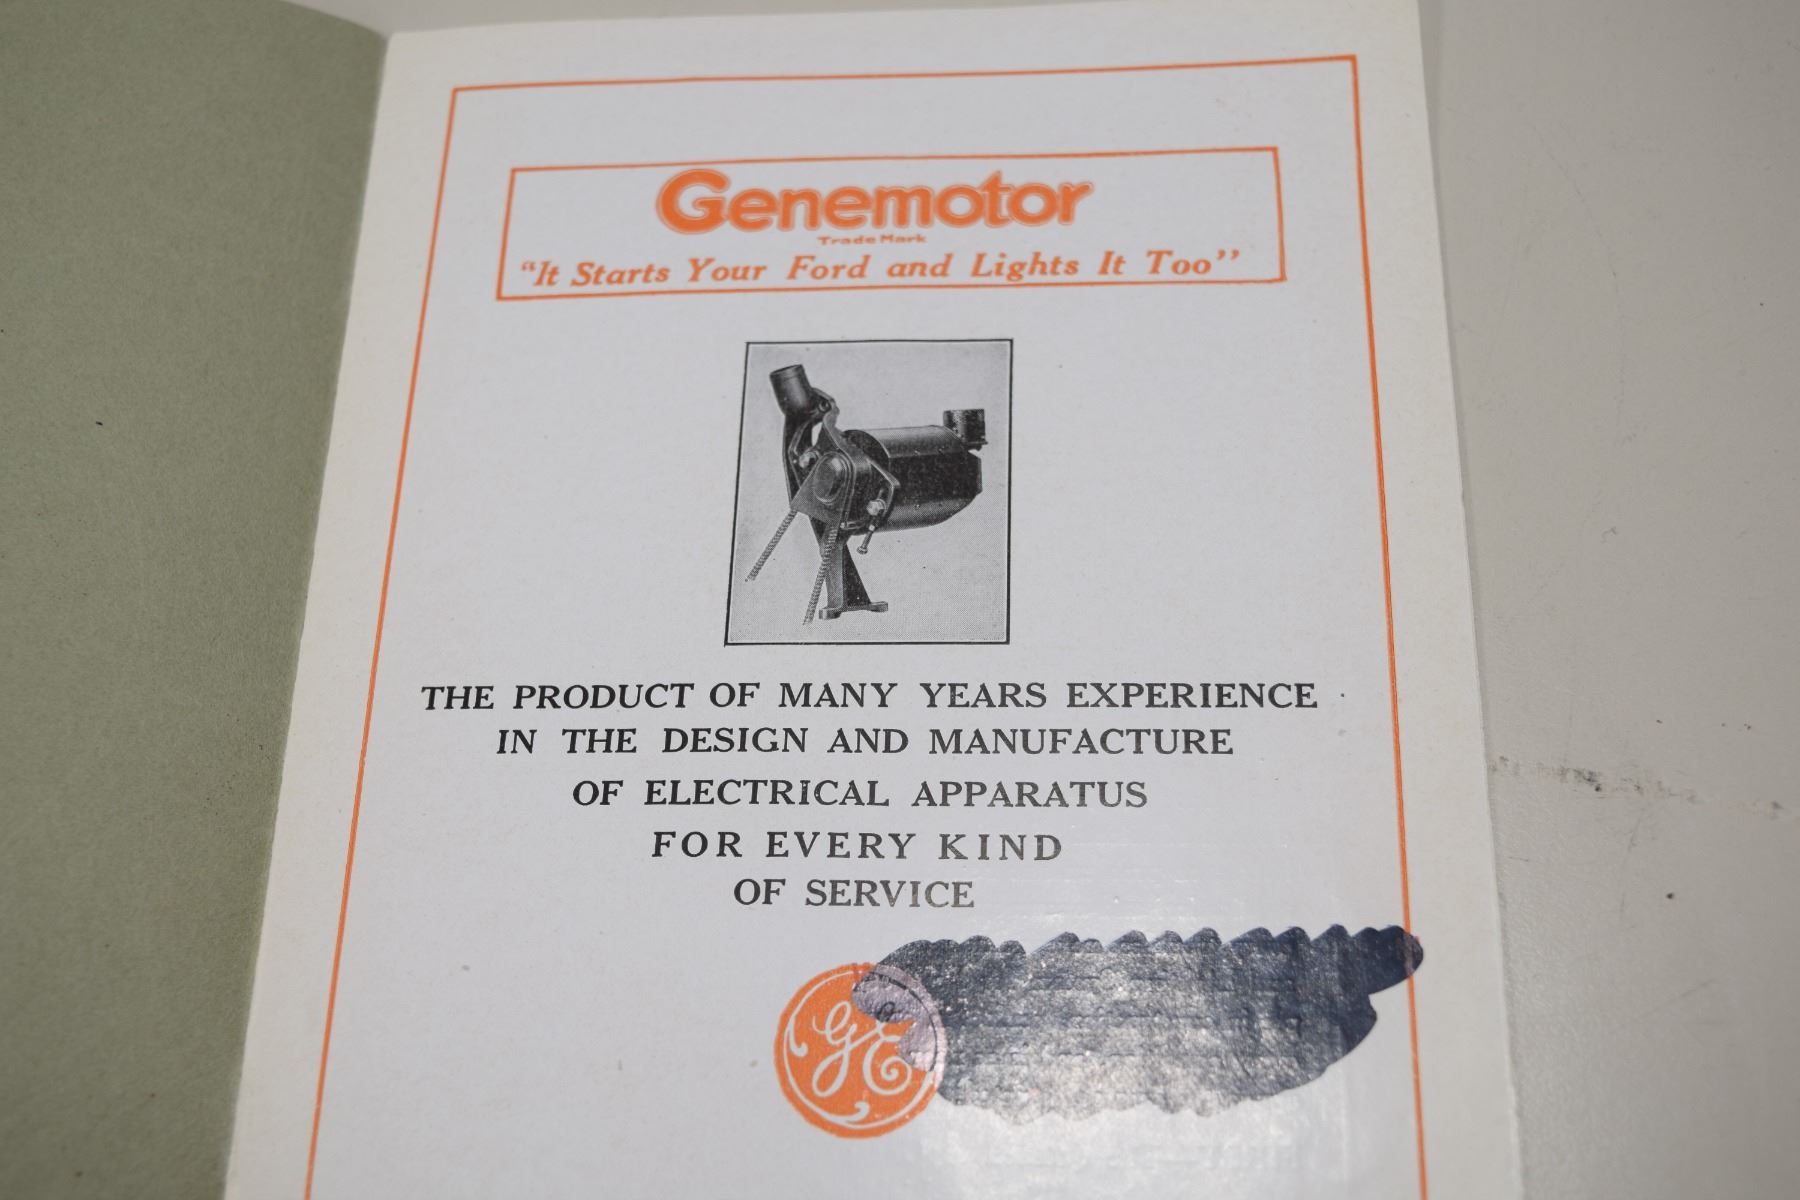 Genemotor
Trade Mark
"It Starts Your Ford and Lights It Too"
THE PRODUCT OF MANY YEARS EXPERIENCE
IN THE DESIGN AND MANUFACTURE
OF ELECTRICAL APPARATUS
FOR EVERY KIND
OF SERVICE
GE